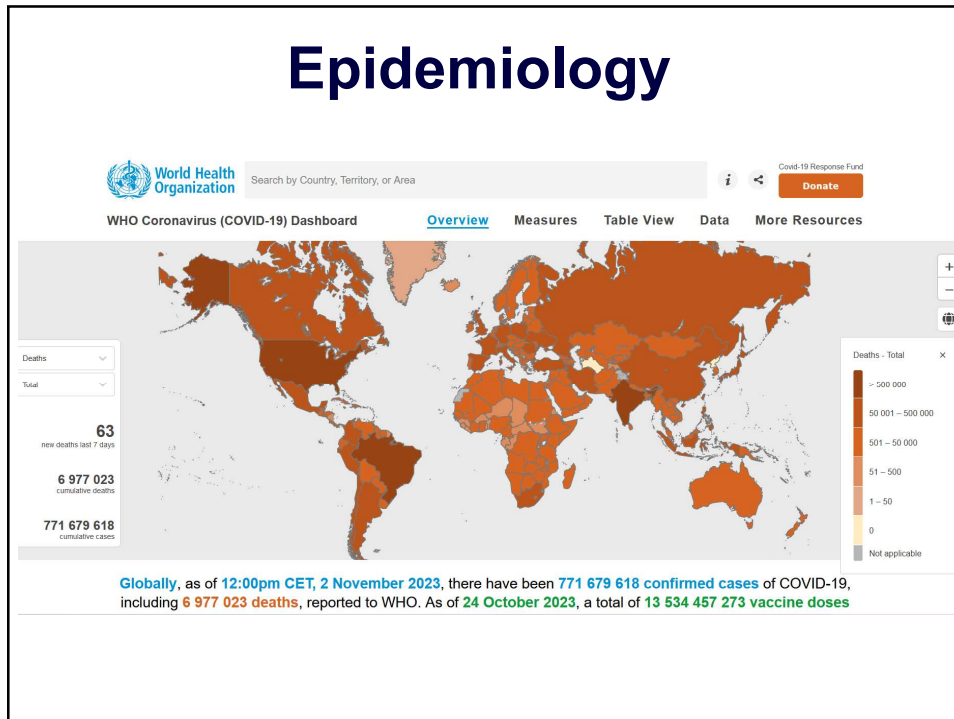 Epidemiology
World Health
Organization
Search by Country, Territory, or Area
i
Covid-19 Response Fund
Donate
WHO Coronavirus (COVID-19) Dashboard
Overview
Measures
Table View
Data
More Resources
+
−
Deaths
Total
63
new deaths last 7 days
6 977 023
cumulative deaths
771 679 618
cumulative cases
Deaths - Total ×
> 500 000
50 001 – 500 000
501 – 50 000
51 – 500
1 – 50
0
Not applicable
Globally, as of 12:00pm CET, 2 November 2023, there have been 771 679 618 confirmed cases of COVID-19,
including 6 977 023 deaths, reported to WHO. As of 24 October 2023, a total of 13 534 457 273 vaccine doses